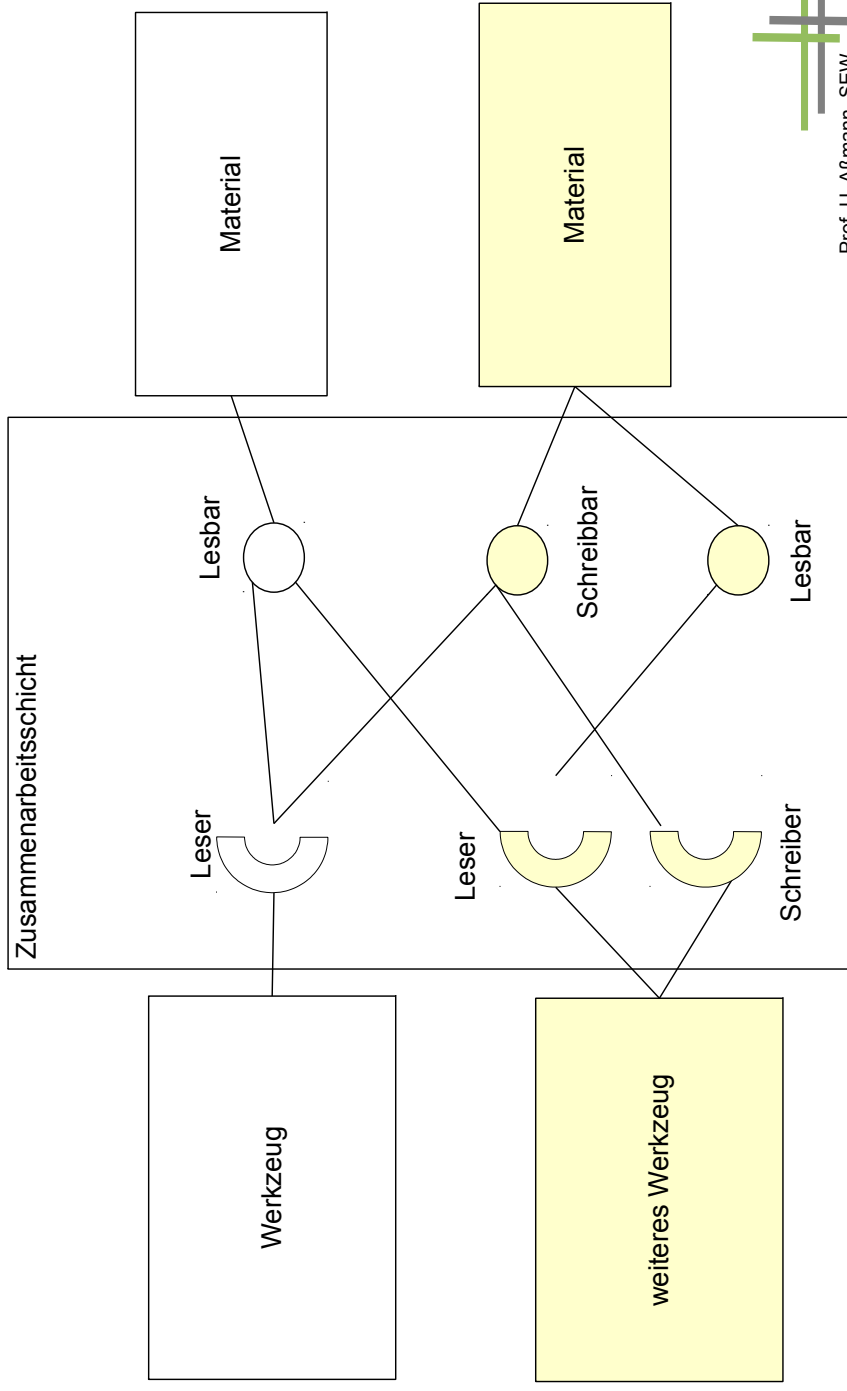 Zusammenarbeitsschicht
Werkzeug
Leser
Lesbar
Material
weiteres Werkzeug
Leser
Schreibbar
Material
Schreiber
Lesbar
Prof. U. Aßmann, SEW